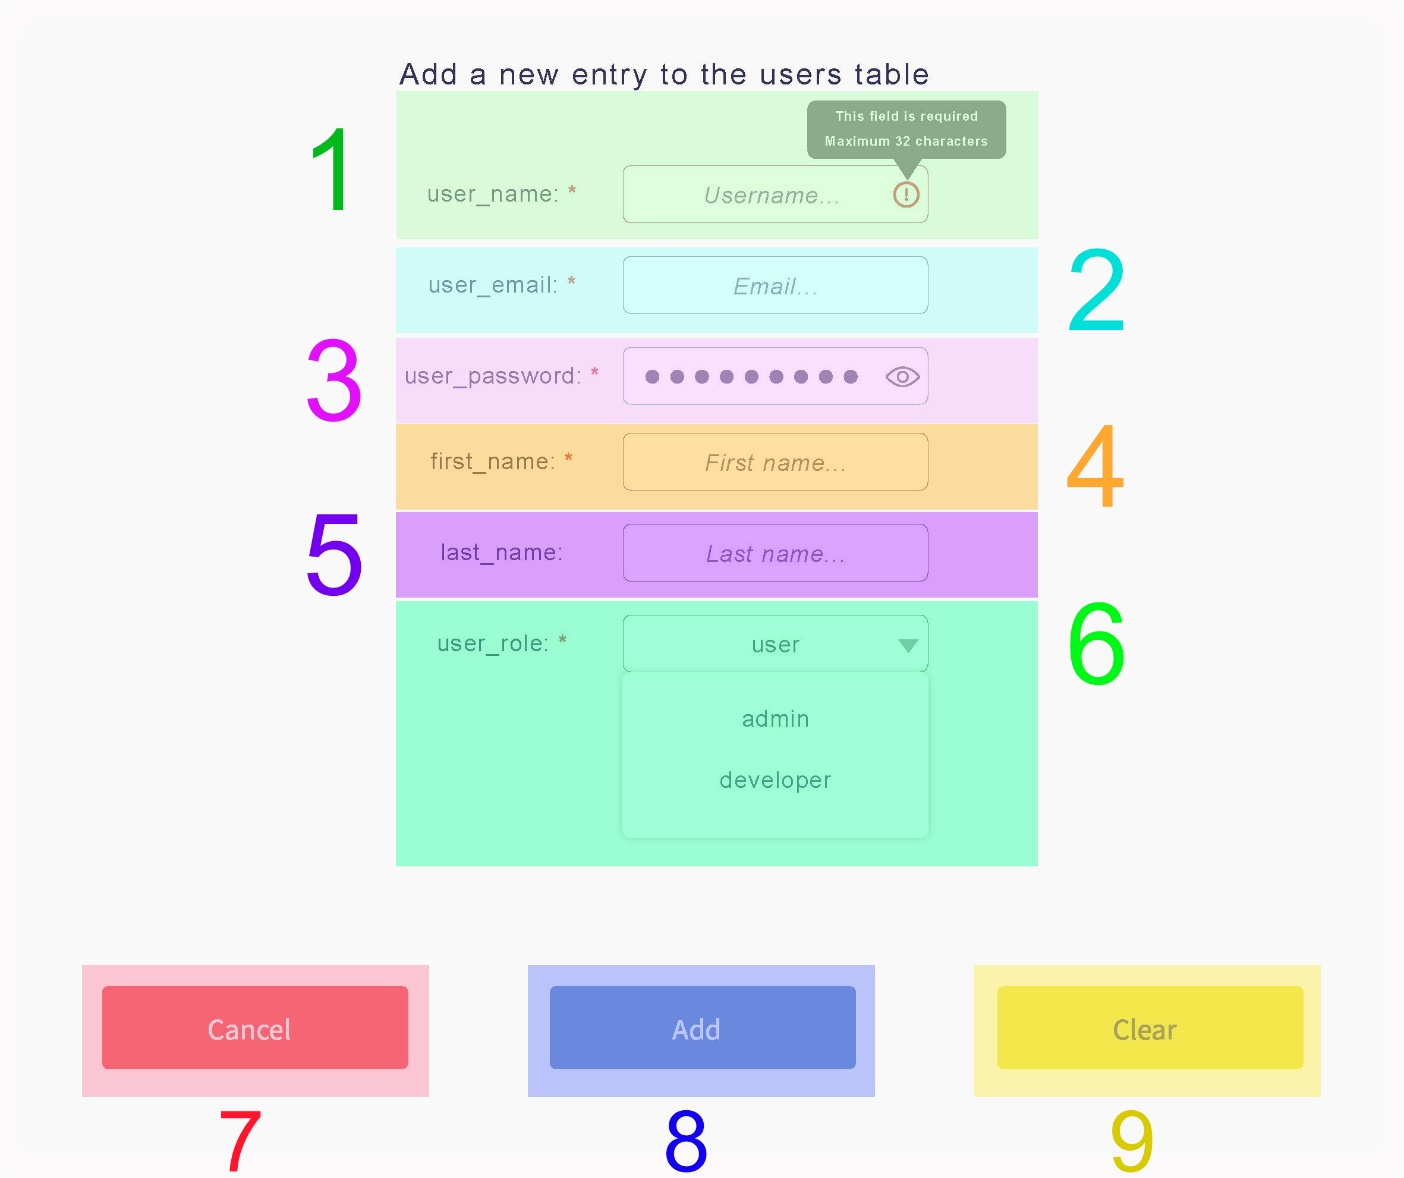 Add a new entry to the users table
1
This field is required
Maximum 32 characters
user_name: * Username...
user_email: * Email...
2
3
user_password: *
first_name: * First name...
4
5
last_name: Last name...
user_role: * user
6
admin
developer
Cancel Add Clear
7 8 9